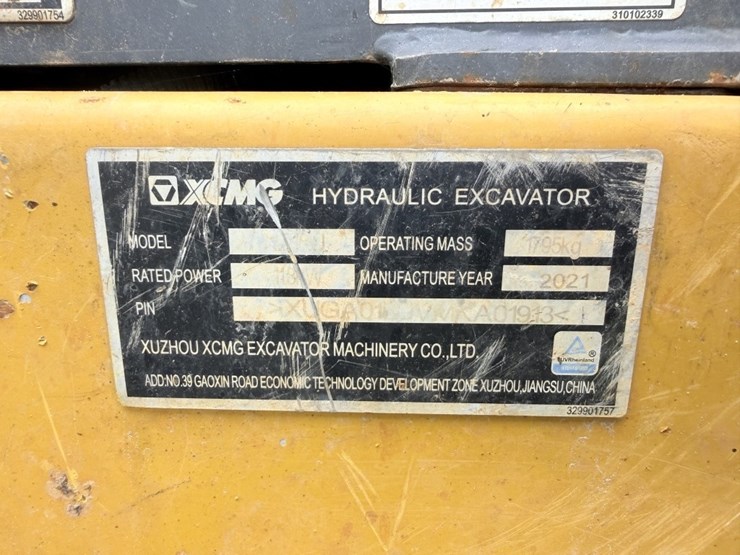 329901754
310102339
XCMG HYDRAULIC EXCAVATOR
MODEL OPERATING MASS 1795kg
RATED POWER MANUFACTURE YEAR 2021
PIN
XUZHOU XCMG EXCAVATOR MACHINERY CO.,LTD.
TÜVRheinland
ADD:NO.39 GAOXIN ROAD ECONOMIC TECHNOLOGY DEVELOPMENT ZONE XUZHOU,JIANGSU,CHINA
329901757